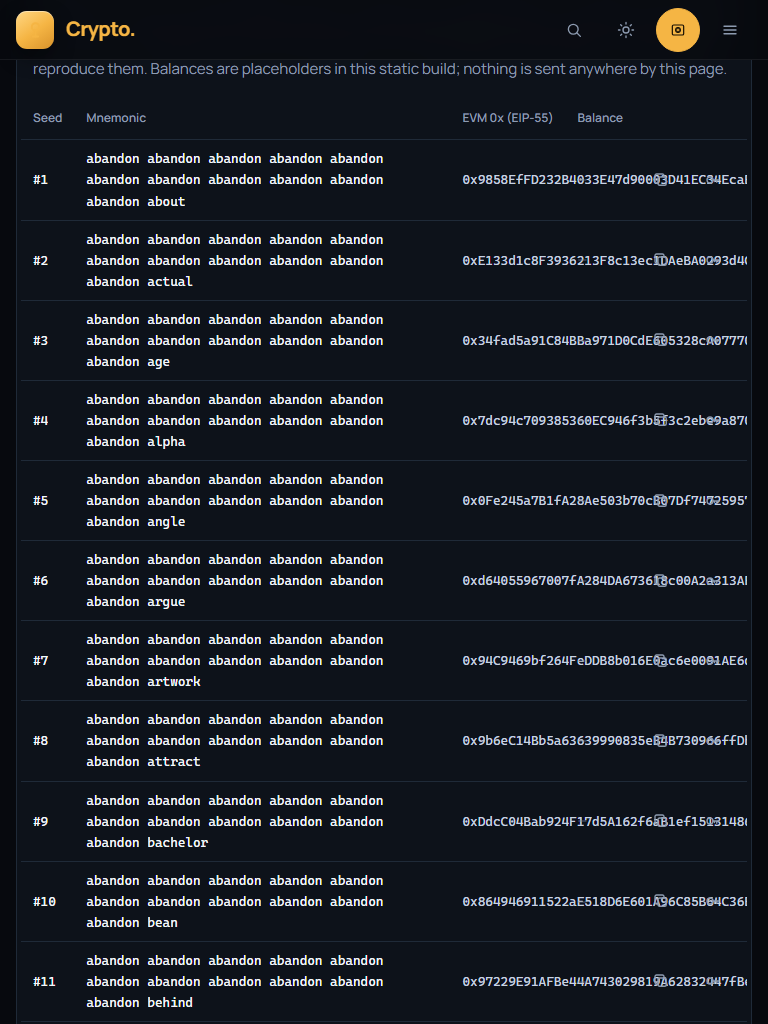 Crypto.
reproduce them. Balances are placeholders in this static build; nothing is sent anywhere by this page.
Seed Mnemonic EVM 0x (EIP-55) Balance
abandon abandon abandon abandon abandon
#1 abandon abandon abandon abandon abandon
abandon about
abandon abandon abandon abandon abandon
#2 abandon abandon abandon abandon abandon
abandon actual
abandon abandon abandon abandon abandon
#3 abandon abandon abandon abandon abandon
abandon age
abandon abandon abandon abandon abandon
#4 abandon abandon abandon abandon abandon
abandon alpha
abandon abandon abandon abandon abandon
#5 abandon abandon abandon abandon abandon
abandon angle
abandon abandon abandon abandon abandon
#6 abandon abandon abandon abandon abandon
abandon argue
abandon abandon abandon abandon abandon
#7 abandon abandon abandon abandon abandon
abandon artwork
abandon abandon abandon abandon abandon
#8 abandon abandon abandon abandon abandon
abandon attract
abandon abandon abandon abandon abandon
#9 abandon abandon abandon abandon abandon
abandon bachelor
abandon abandon abandon abandon abandon
#10 abandon abandon abandon abandon abandon
abandon bean
abandon abandon abandon abandon abandon
#11 abandon abandon abandon abandon abandon
abandon behind